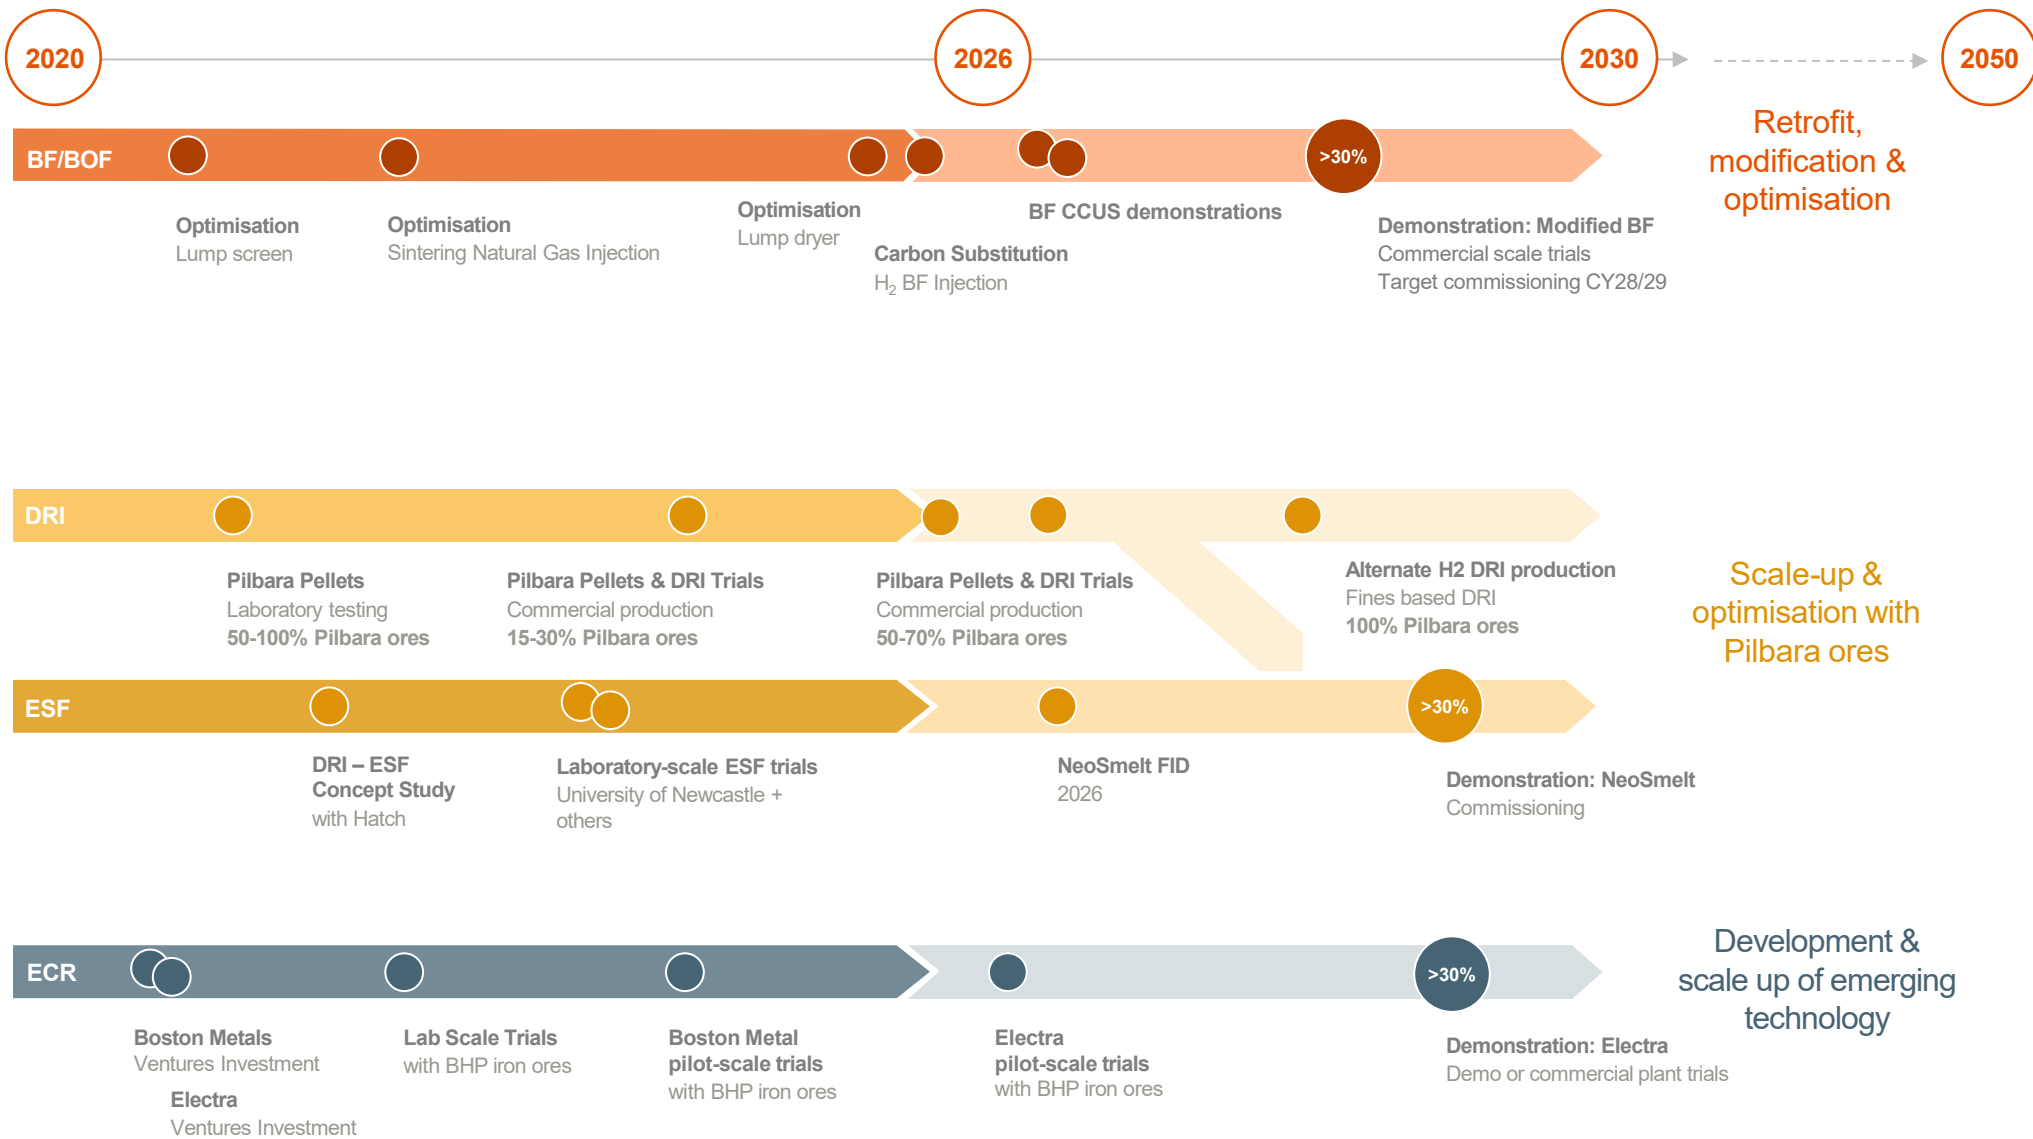 2020
2026
2030
2050
BF/BOF
>30%
Optimisation
Lump screen
Optimisation
Sintering Natural Gas Injection
Optimisation
Lump dryer
Carbon Substitution
H₂ BF Injection
BF CCUS demonstrations
Demonstration: Modified BF
Commercial scale trials
Target commissioning CY28/29
Retrofit,
modification &
optimisation
DRI
Pilbara Pellets
Laboratory testing
50-100% Pilbara ores
Pilbara Pellets & DRI Trials
Commercial production
15-30% Pilbara ores
Pilbara Pellets & DRI Trials
Commercial production
50-70% Pilbara ores
Alternate H2 DRI production
Fines based DRI
100% Pilbara ores
Scale-up &
optimisation with
Pilbara ores
ESF
>30%
DRI – ESF
Concept Study
with Hatch
Laboratory-scale ESF trials
University of Newcastle +
others
NeoSmelt FID
2026
Demonstration: NeoSmelt
Commissioning
ECR
>30%
Boston Metals
Ventures Investment
Electra
Ventures Investment
Lab Scale Trials
with BHP iron ores
Boston Metal
pilot-scale trials
with BHP iron ores
Electra
pilot-scale trials
with BHP iron ores
Demonstration: Electra
Demo or commercial plant trials
Development &
scale up of emerging
technology